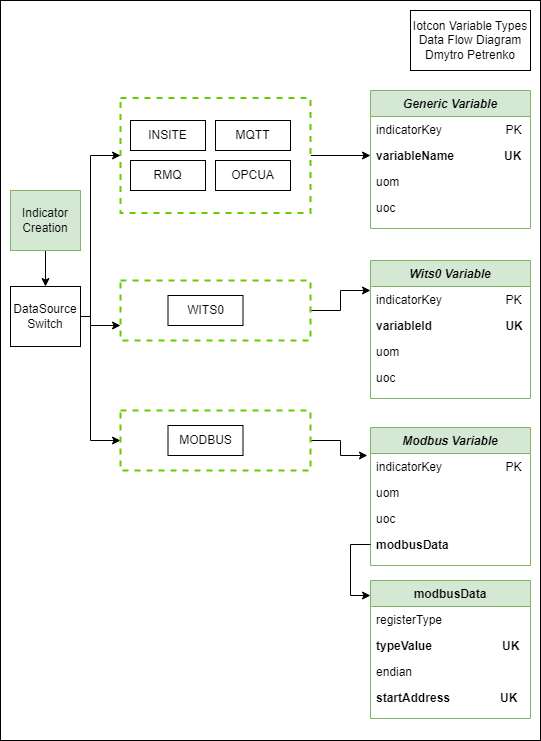 Iotcon Variable Types
Data Flow Diagram
Dmytro Petrenko
Indicator
Creation
DataSource
Switch
INSITE
MQTT
RMQ
OPCUA
WITS0
MODBUS
Generic Variable
indicatorKey PK
variableName UK
uom
uoc
Wits0 Variable
indicatorKey PK
variableId UK
uom
uoc
Modbus Variable
indicatorKey PK
uom
uoc
modbusData
modbusData
registerType
typeValue UK
endian
startAddress UK